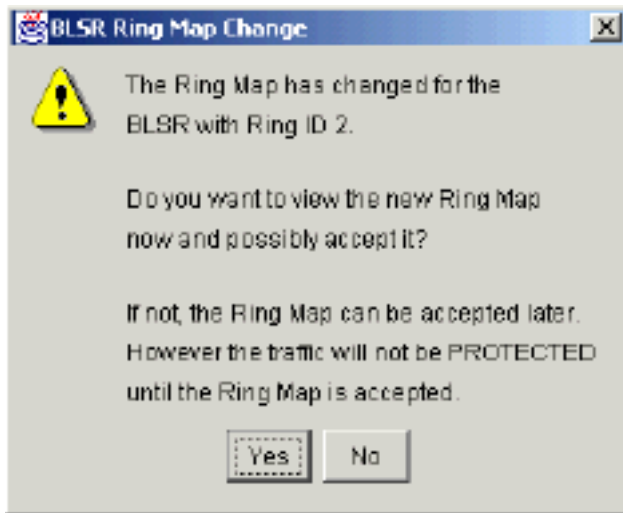 BLSR Ring Map Change
The Ring Map has changed for the
BLSR with Ring ID 2.
Do you want to view the new Ring Map
now and possibly accept it?
If not, the Ring Map can be accepted later.
However the traffic will not be PROTECTED
until the Ring Map is accepted.
Yes No